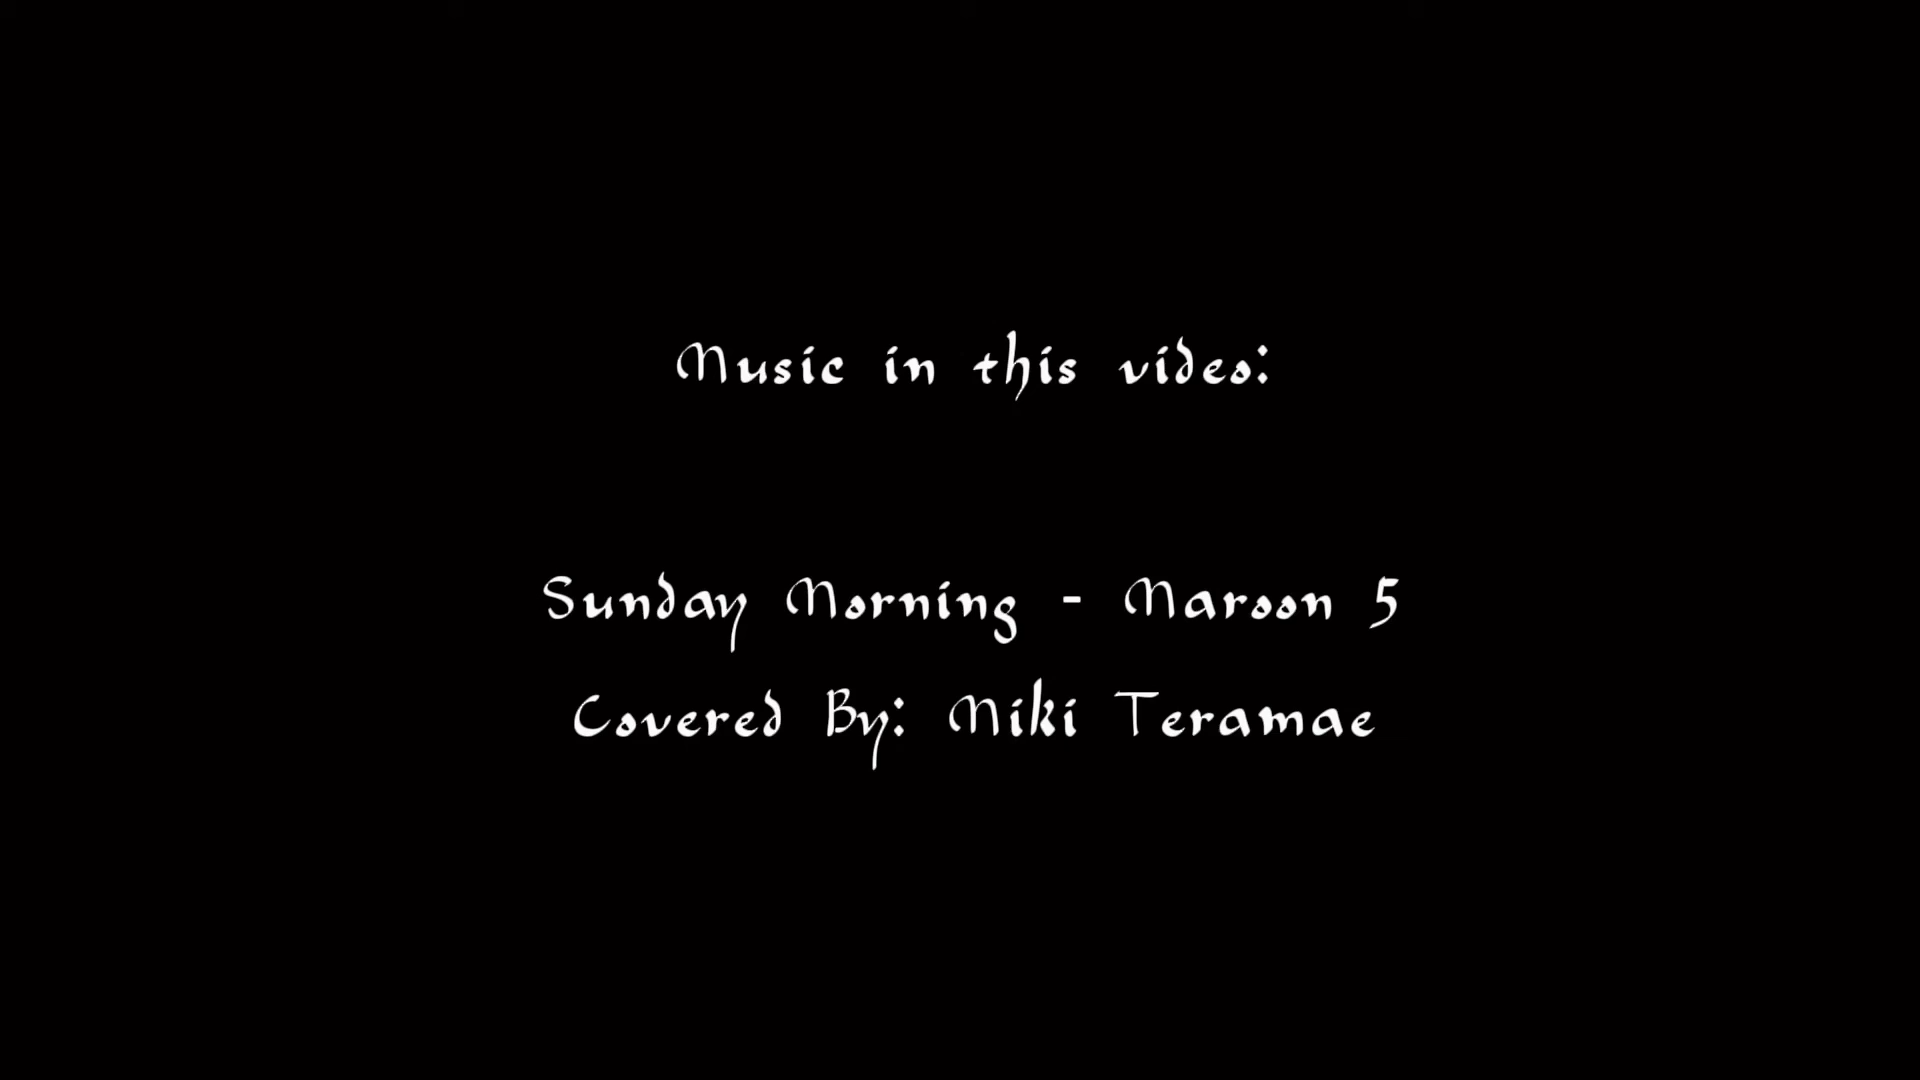 Music in this video:
Sunday Morning - Maroon 5
Covered By: Niki Teramae